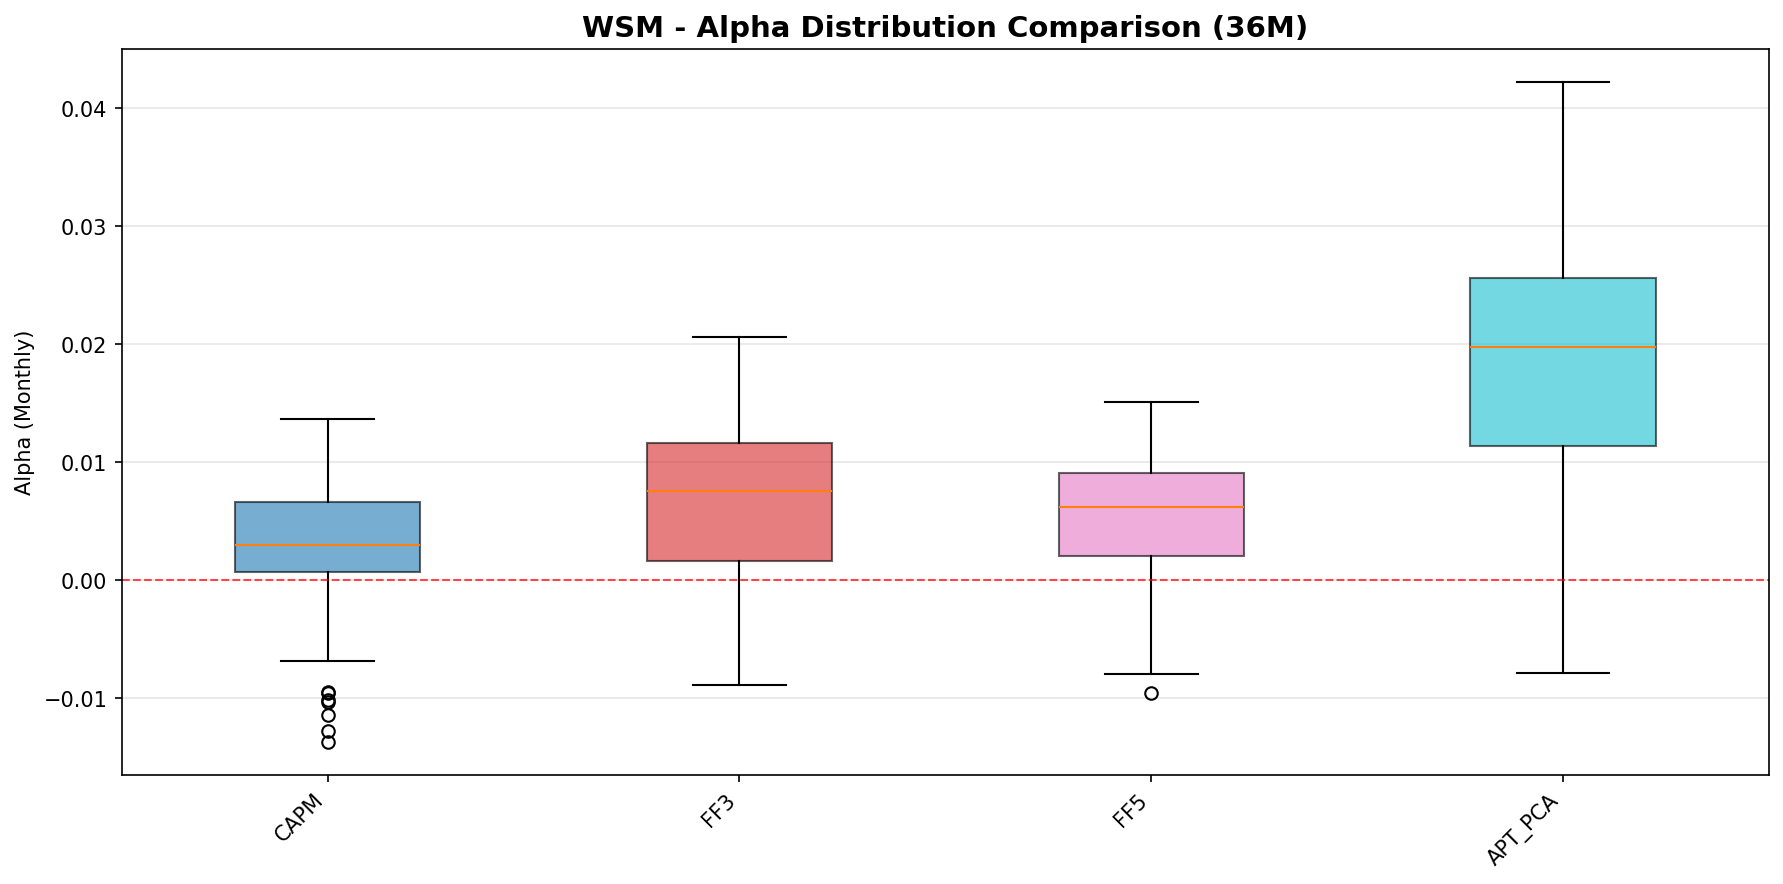 WSM - Alpha Distribution Comparison (36M)
Alpha (Monthly)
0.04
0.03
0.02
0.01
0.00
−0.01
CAPM
FF3
FF5
APT_PCA